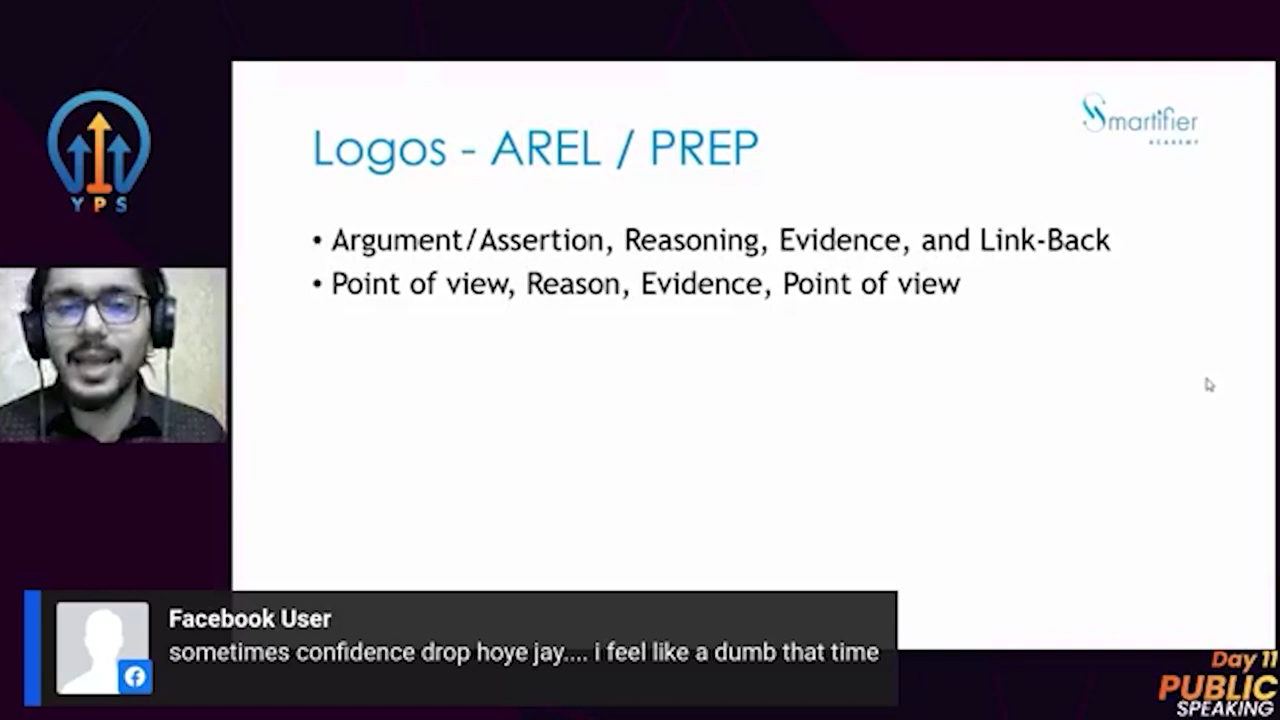 Smartifier
ACADEMY
Logos - AREL / PREP
YPS
• Argument/Assertion, Reasoning, Evidence, and Link-Back
• Point of view, Reason, Evidence, Point of view
Facebook User
sometimes confidence drop hoye jay.... i feel like a dumb that time
Day 11
PUBLIC
SPEAKING